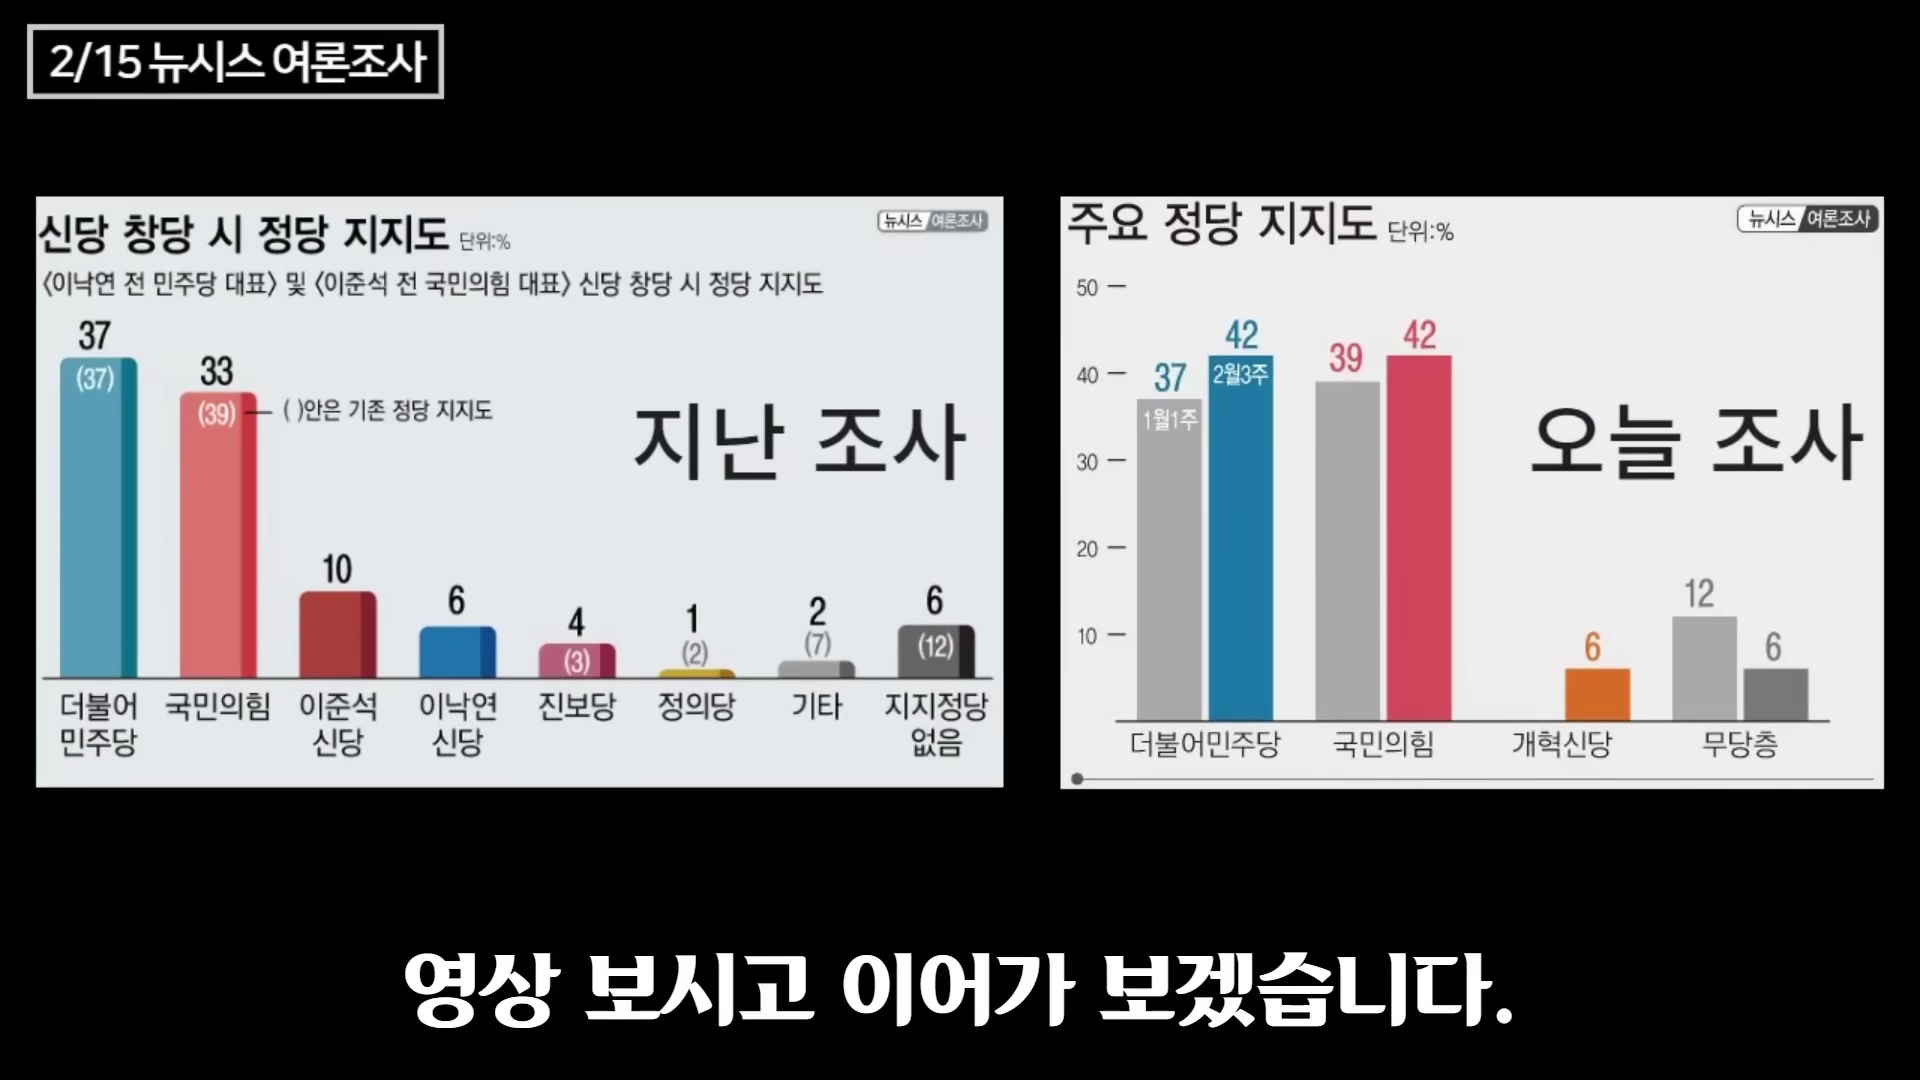 2/15 뉴시스 여론조사
신당 창당 시 정당 지지도 단위:%
뉴시스 여론조사
〈이낙연 전 민주당 대표〉 및 〈이준석 전 국민의힘 대표〉 신당 창당 시 정당 지지도
37
(37)
33
(39)
( )안은 기존 정당 지지도
10
6
4
(3)
1
(2)
2
(7)
6
(12)
지난 조사
더불어
민주당
국민의힘
이준석
신당
이낙연
신당
진보당
정의당
기타
지지정당
없음
주요 정당 지지도 단위:%
뉴시스 여론조사
50
40
30
20
10
37
1월1주
42
2월3주
39
42
6
12
6
오늘 조사
더불어민주당
국민의힘
개혁신당
무당층
영상 보시고 이어가 보겠습니다.